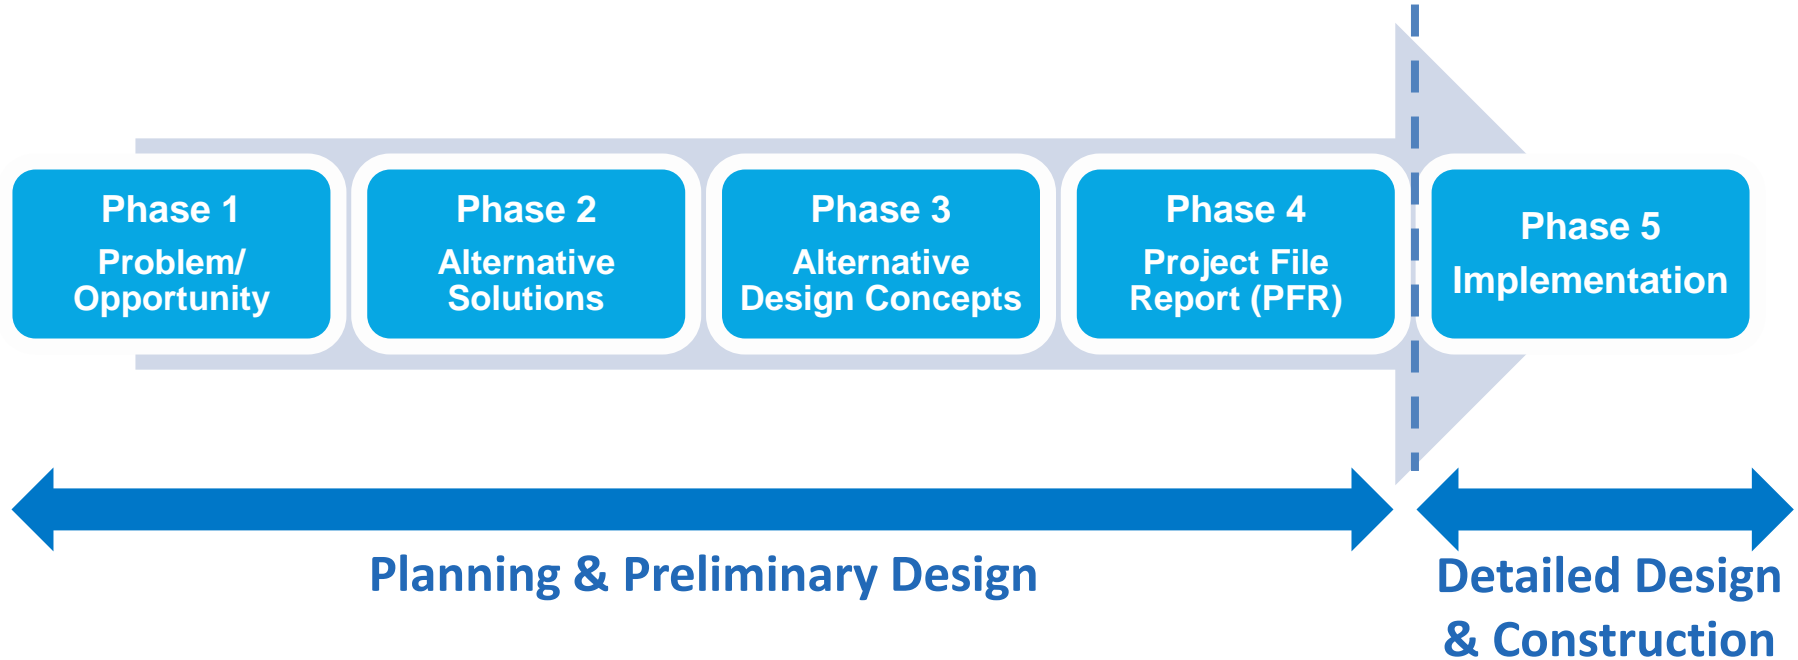 Phase 1
Problem/
Opportunity
Phase 2
Alternative
Solutions
Phase 3
Alternative
Design Concepts
Phase 4
Project File
Report (PFR)
Phase 5
Implementation
Planning & Preliminary Design
Detailed Design
& Construction